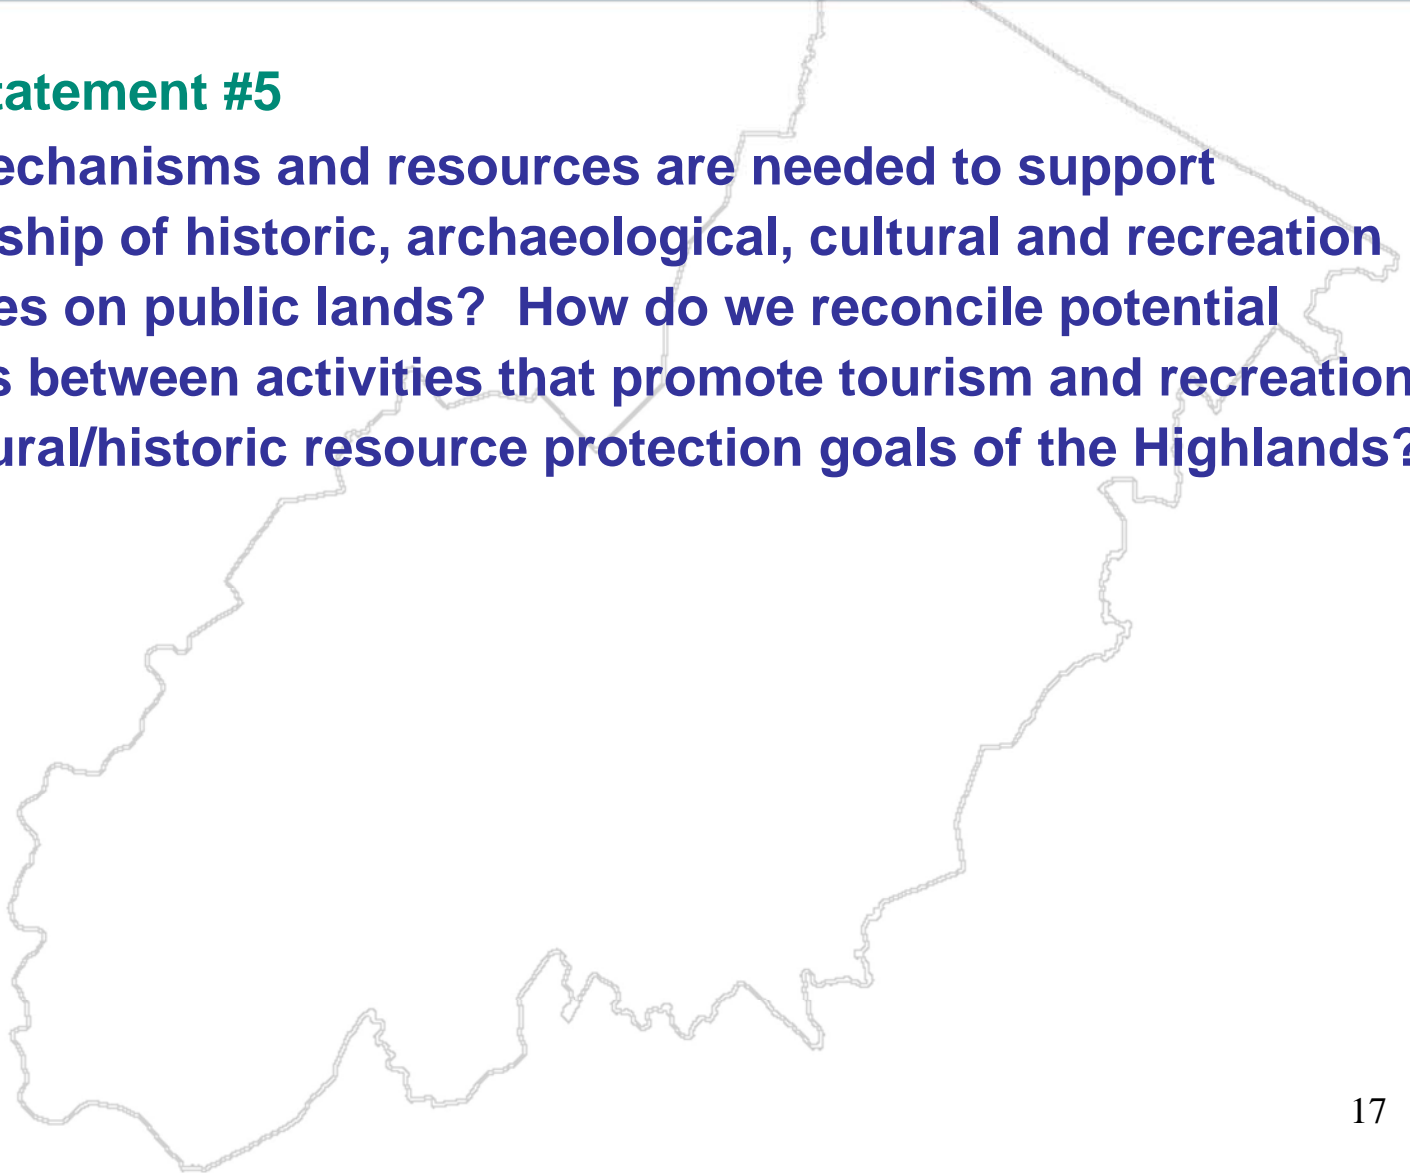 tatement #5
echanisms and resources are needed to support
ship of historic, archaeological, cultural and recreation
es on public lands?  How do we reconcile potential
s between activities that promote tourism and recreation
ural/historic resource protection goals of the Highlands?
17